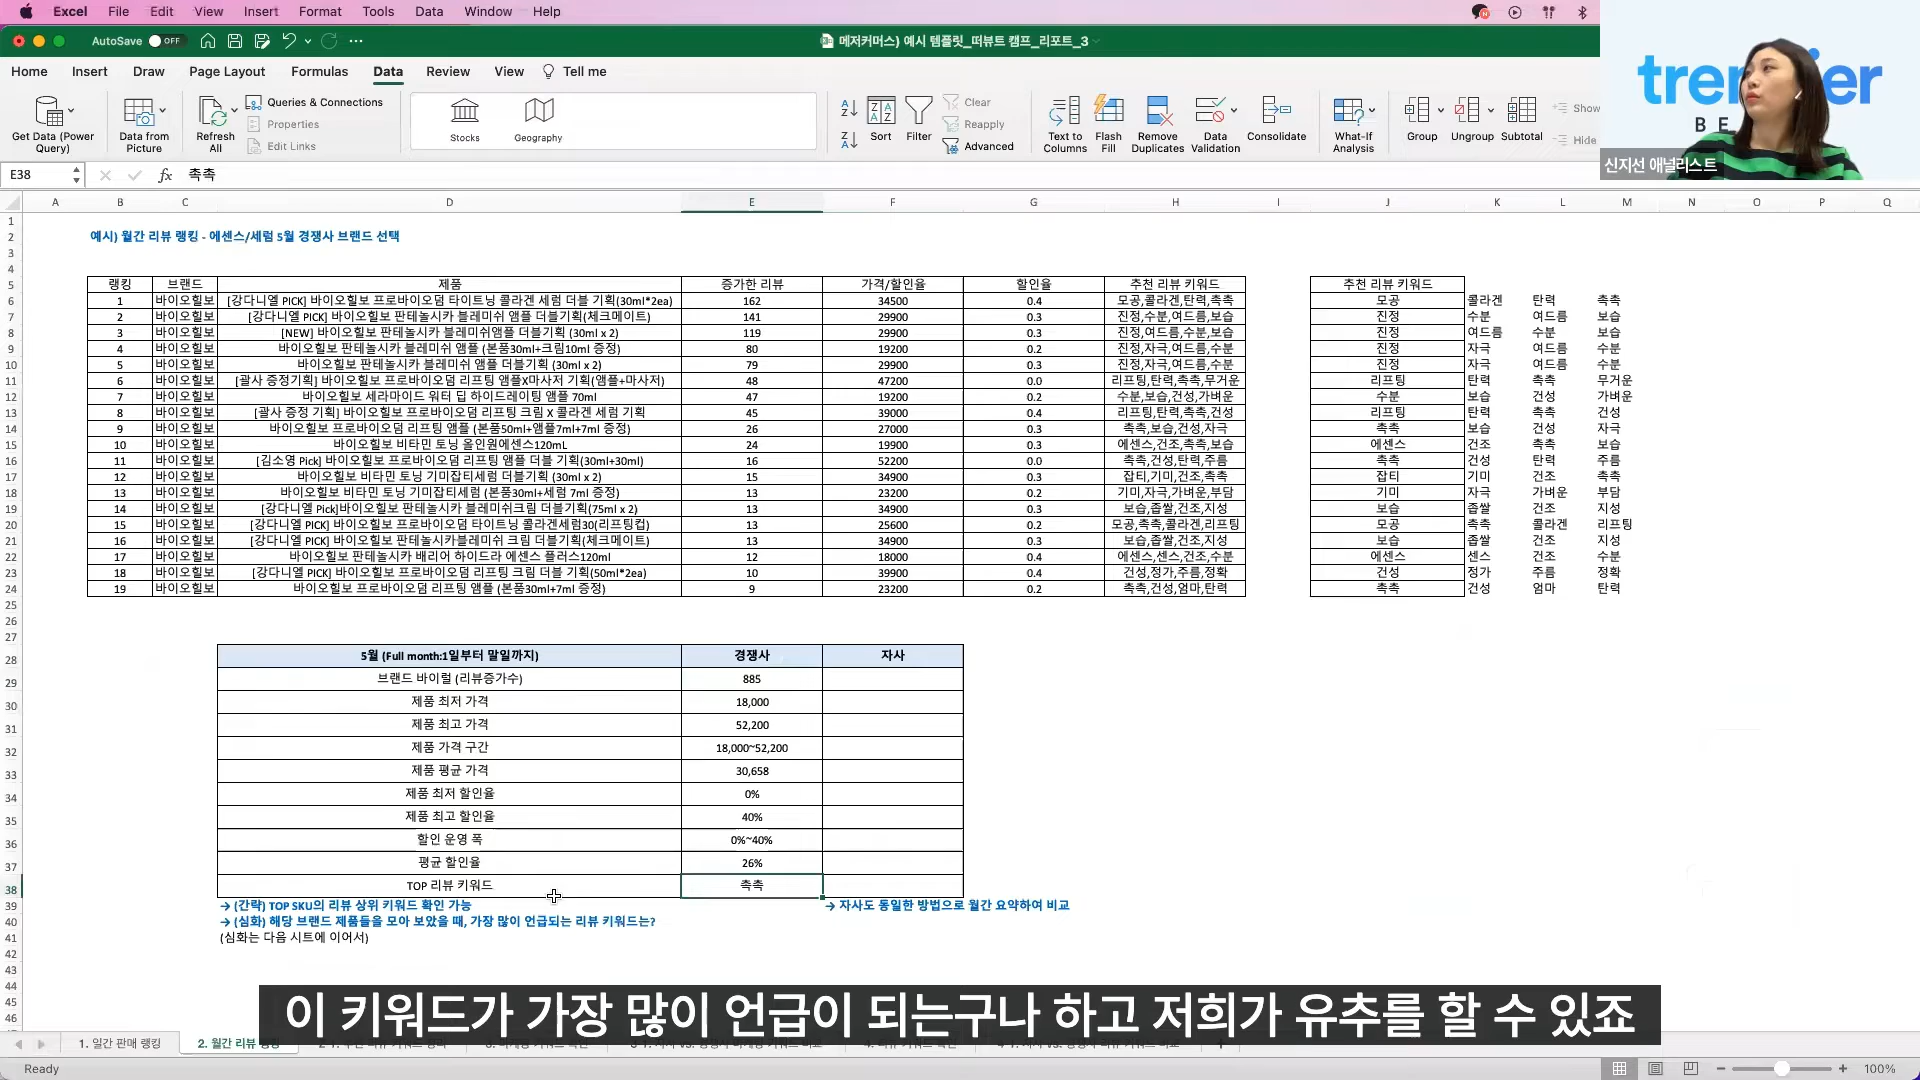 Excel File Edit View Insert Format Tools Data Window Help
AutoSave OFF
메저커머스) 예시 템플릿_떠뷰트 캠프_리포트_3
Home Insert Draw Page Layout Formulas Data Review View Tell me
Get Data (Power Query)
Data from Picture
Refresh All
Queries & Connections
Properties
Edit Links
Stocks
Geography
Sort
Filter
Clear
Reapply
Advanced
Text to Columns
Flash Fill
Remove Duplicates
Data Validation
Consolidate
What-If Analysis
Group
Ungroup
Subtotal
Show
Hide
신지선 애널리스트
E38 fx 촉촉
A B C D E F G H I J K L M N O P Q
예시) 월간 리뷰 랭킹 - 에센스/세럼 5월 경쟁사 브랜드 선택
랭킹 브랜드 제품 증가한 리뷰 가격/할인율 할인율 추천 리뷰 키워드 추천 리뷰 키워드
1 바이오힐보 [강다니엘 PICK] 바이오힐보 프로바이오덤 타이트닝 콜라겐 세럼 더블 기획(30ml*2ea) 162 34500 0.4 모공,콜라겐,탄력,촉촉 모공 콜라겐 탄력 촉촉
2 바이오힐보 [강다니엘 PICK] 바이오힐보 판테놀시카 블레미쉬 앰플 더블기획(체크메이트) 141 29900 0.3 진정,수분,여드름,보습 진정 수분 여드름 보습
3 바이오힐보 [NEW] 바이오힐보 판테놀시카 블레미쉬앰플 더블기획 (30ml x 2) 119 29900 0.3 진정,여드름,수분,보습 진정 여드름 수분 보습
4 바이오힐보 바이오힐보 판테놀시카 블레미쉬 앰플 (본품30ml+크림10ml 증정) 80 19200 0.2 진정,자극,여드름,수분 진정 자극 여드름 수분
5 바이오힐보 바이오힐보 판테놀시카 블레미쉬 앰플 더블기획 (30ml x 2) 79 29900 0.3 진정,자극,여드름,수분 진정 자극 여드름 수분
6 바이오힐보 [괄사 증정기획] 바이오힐보 프로바이오덤 리프팅 앰플X마사저 기획(앰플+마사저) 48 47200 0.0 리프팅,탄력,촉촉,무거운 리프팅 탄력 촉촉 무거운
7 바이오힐보 바이오힐보 세라마이드 워터 딥 하이드레이팅 앰플 70ml 47 19200 0.2 수분,보습,건성,가벼운 수분 보습 건성 가벼운
8 바이오힐보 [괄사 증정 기획] 바이오힐보 프로바이오덤 리프팅 크림 X 콜라겐 세럼 기획 45 39000 0.4 리프팅,탄력,촉촉,건성 리프팅 탄력 촉촉 건성
9 바이오힐보 바이오힐보 프로바이오덤 리프팅 앰플 (본품50ml+앰플7ml+7ml 증정) 26 27000 0.3 촉촉,보습,건성,자극 촉촉 보습 건성 자극
10 바이오힐보 바이오힐보 비타민 토닝 올인원에센스120mL 24 19900 0.3 에센스,건조,촉촉,보습 에센스 건조 촉촉 보습
11 바이오힐보 [김소영 Pick] 바이오힐보 프로바이오덤 리프팅 앰플 더블 기획(30ml+30ml) 16 52200 0.0 촉촉,건성,탄력,주름 촉촉 건성 탄력 주름
12 바이오힐보 바이오힐보 비타민 토닝 기미잡티세럼 더블기획 (30ml x 2) 15 34900 0.3 잡티,기미,건조,촉촉 잡티 기미 건조 촉촉
13 바이오힐보 바이오힐보 비타민 토닝 기미잡티세럼 (본품30ml+세럼 7ml 증정) 13 23200 0.2 기미,자극,가벼운,부담 기미 자극 가벼운 부담
14 바이오힐보 [강다니엘 Pick]바이오힐보 판테놀시카 블레미쉬크림 더블기획(75ml x 2) 13 34900 0.3 보습,좁쌀,건조,지성 보습 좁쌀 건조 지성
15 바이오힐보 [강다니엘 PICK] 바이오힐보 프로바이오덤 타이트닝 콜라겐세럼30(리프팅컵) 13 25600 0.2 모공,촉촉,콜라겐,리프팅 모공 촉촉 콜라겐 리프팅
16 바이오힐보 [강다니엘 PICK] 바이오힐보 판테놀시카블레미쉬 크림 더블기획(체크메이트) 13 34900 0.3 보습,좁쌀,건조,지성 보습 좁쌀 건조 지성
17 바이오힐보 바이오힐보 판테놀시카 배리어 하이드라 에센스 플러스120ml 12 18000 0.4 에센스,센스,건조,수분 에센스 센스 건조 수분
18 바이오힐보 [강다니엘 PICK] 바이오힐보 프로바이오덤 리프팅 크림 더블 기획(50ml*2ea) 10 39900 0.4 건성,정가,주름,정확 건성 정가 주름 정확
19 바이오힐보 바이오힐보 프로바이오덤 리프팅 앰플 (본품30ml+7ml 증정) 9 23200 0.2 촉촉,건성,엄마,탄력 촉촉 건성 엄마 탄력
5월 (Full month:1일부터 말일까지) 경쟁사 자사
브랜드 바이럴 (리뷰증가수) 885
제품 최저 가격 18,000
제품 최고 가격 52,200
제품 가격 구간 18,000~52,200
제품 평균 가격 30,658
제품 최저 할인율 0%
제품 최고 할인율 40%
할인 운영 폭 0%~40%
평균 할인율 26%
TOP 리뷰 키워드 촉촉
→ (간략) TOP SKU의 리뷰 상위 키워드 확인 가능 → 자사도 동일한 방법으로 월간 요약하여 비교
→ (심화) 해당 브랜드 제품들을 모아 보았을 때, 가장 많이 언급되는 리뷰 키워드는?
(심화는 다음 시트에 이어서)
이 키워드가 가장 많이 언급이 되는구나 하고 저희가 유추를 할 수 있죠
1. 일간 판매 랭킹 2. 월간 리뷰
Ready 100%